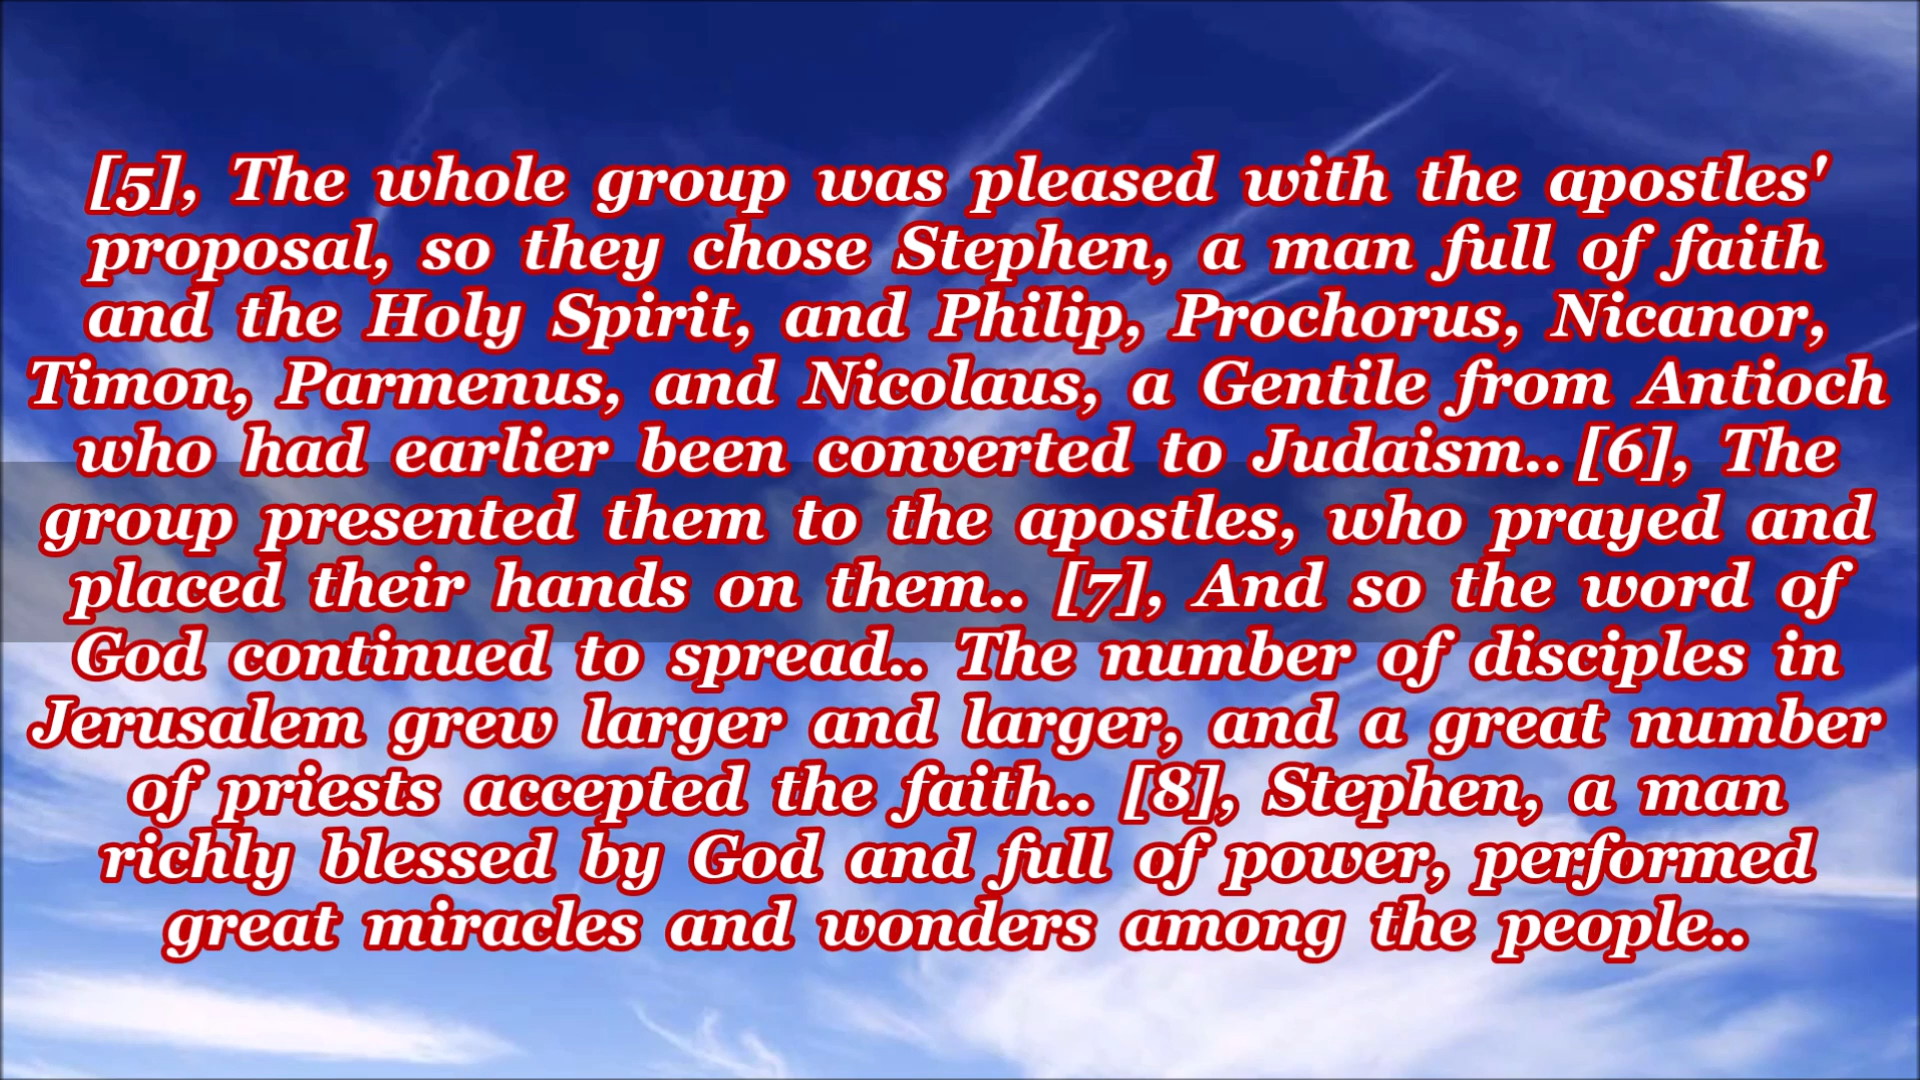 [5], The whole group was pleased with the apostles'
proposal, so they chose Stephen, a man full of faith
and the Holy Spirit, and Philip, Prochorus, Nicanor,
Timon, Parmenus, and Nicolaus, a Gentile from Antioch
who had earlier been converted to Judaism.. [6], The
group presented them to the apostles, who prayed and
placed their hands on them.. [7], And so the word of
God continued to spread.. The number of disciples in
Jerusalem grew larger and larger, and a great number
of priests accepted the faith.. [8], Stephen, a man
richly blessed by God and full of power, performed
great miracles and wonders among the people..